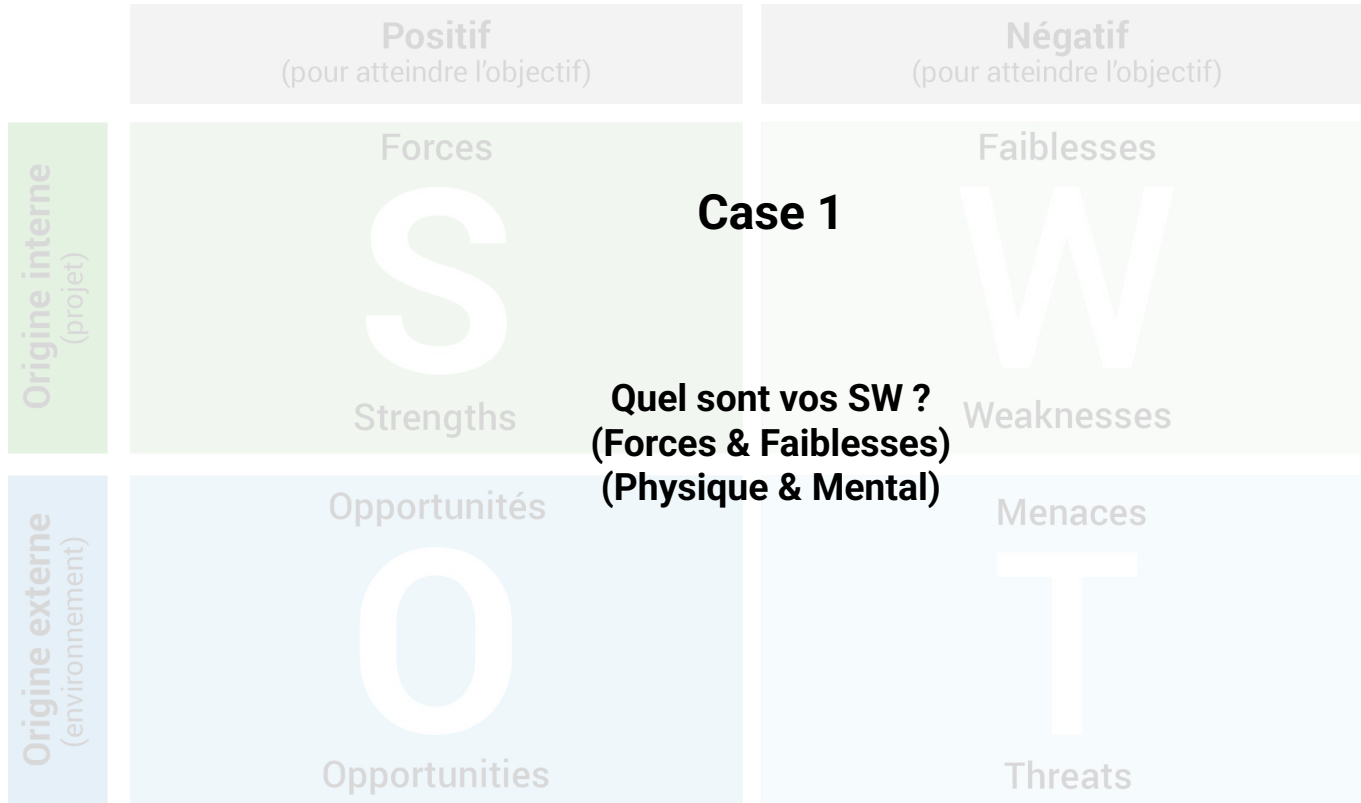 Positif
(pour atteindre l'objectif)
Négatif
(pour atteindre l'objectif)
Origine interne
(projet)
Forces
S
Strengths
Faiblesses
W
Weaknesses
Case 1
Quel sont vos SW ?
(Forces & Faiblesses)
(Physique & Mental)
Origine externe
(environnement)
Opportunités
O
Opportunities
Menaces
T
Threats